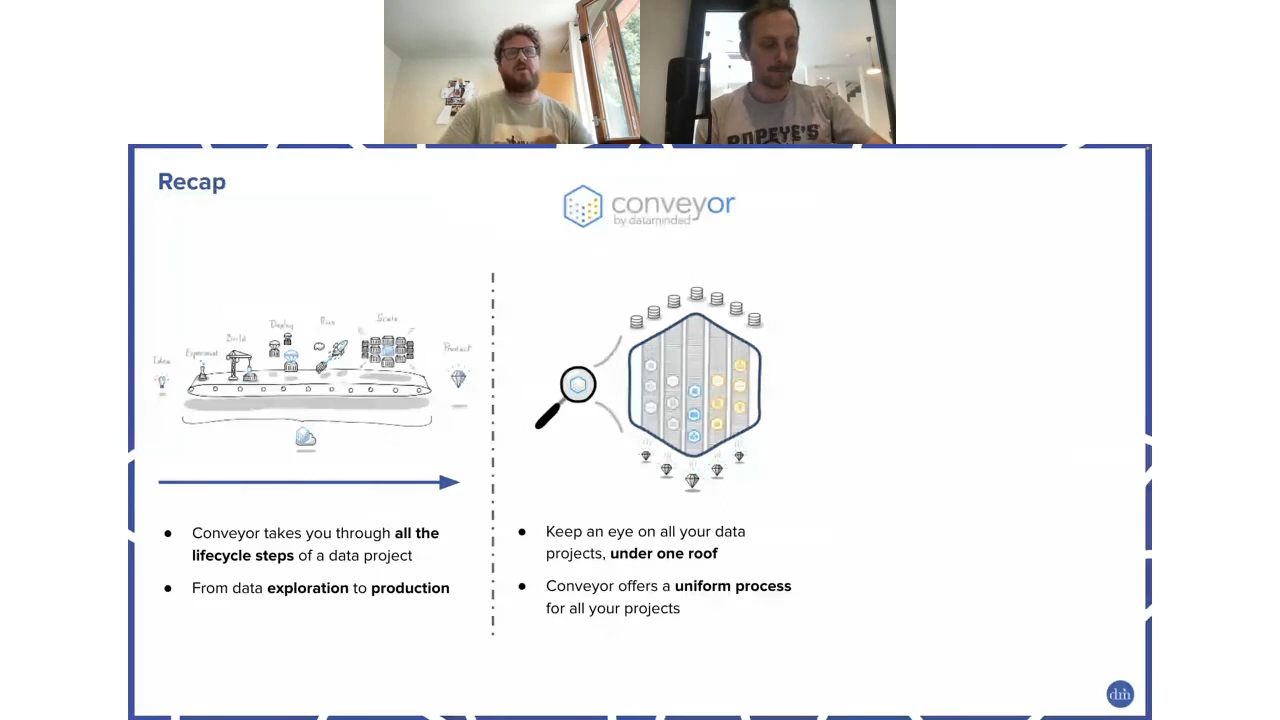 POPEYE'S
Recap
conveyor
by dataminded
Idea
Experiment
Build
Deploy
Run
Scale
Product
● Conveyor takes you through all the
lifecycle steps of a data project
● From data exploration to production
● Keep an eye on all your data
projects, under one roof
● Conveyor offers a uniform process
for all your projects
dm